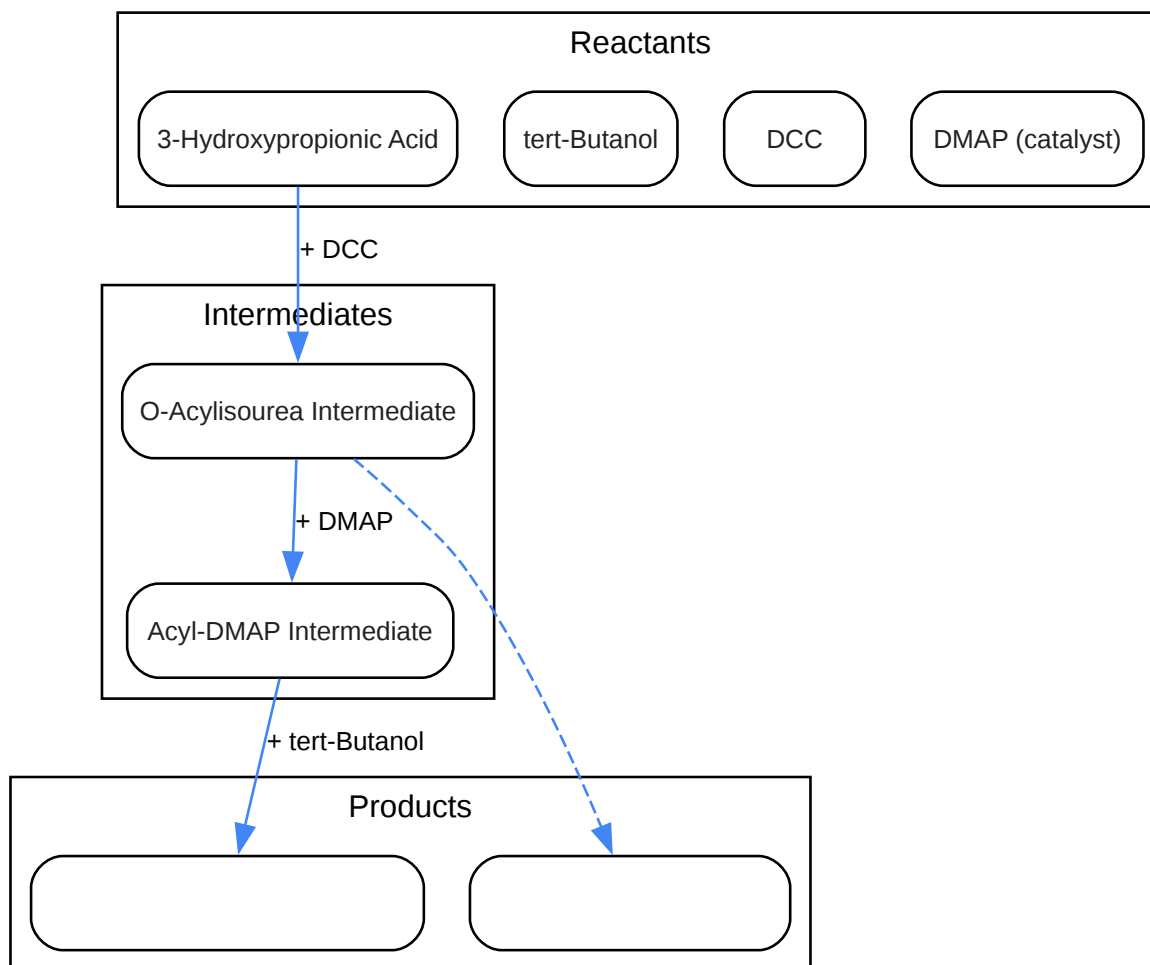 Reactants
3-Hydroxypropionic Acid
tert-Butanol
DCC
DMAP (catalyst)
+ DCC
Intermediates
O-Acylisourea Intermediate
+ DMAP
Acyl-DMAP Intermediate
+ tert-Butanol
Products